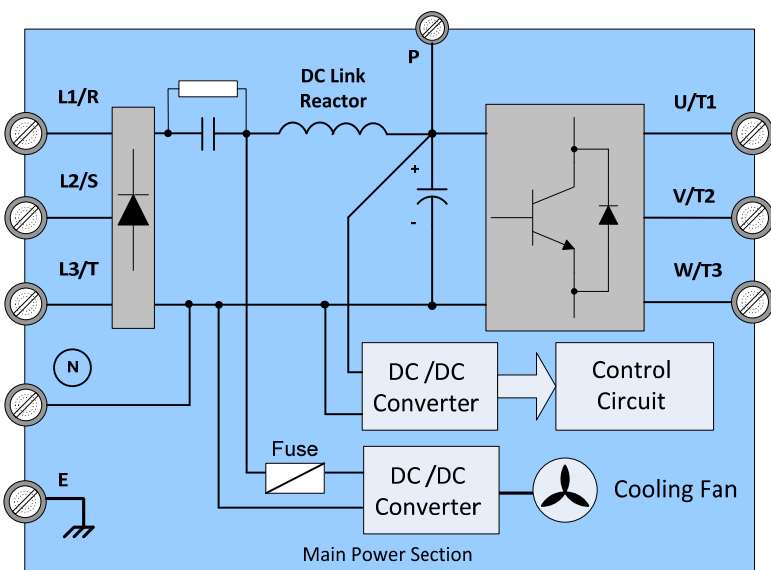 P
DC Link
Reactor
L1/R
U/T1
L2/S
V/T2
+
-
L3/T
W/T3
N
DC /DC
Converter
Control
Circuit
Fuse
E
DC /DC
Converter
Cooling Fan
Main Power Section